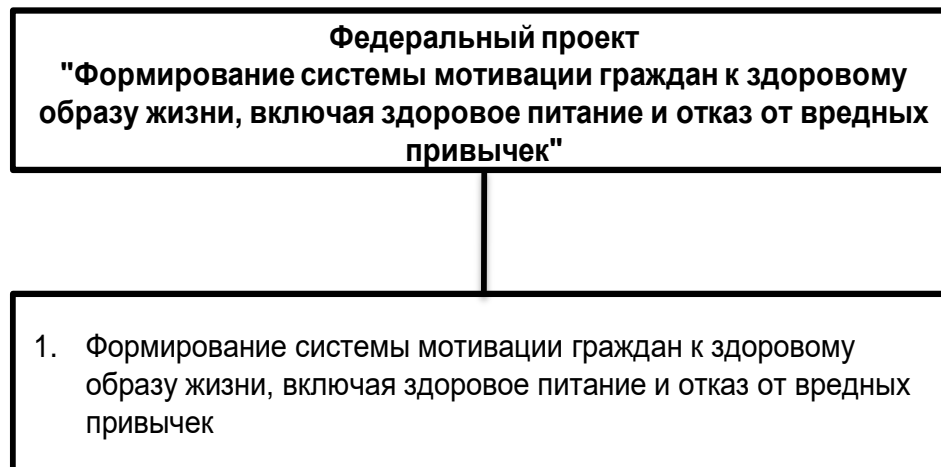 Федеральный проект
"Формирование системы мотивации граждан к здоровому
образу жизни, включая здоровое питание и отказ от вредных
привычек"
1. Формирование системы мотивации граждан к здоровому
образу жизни, включая здоровое питание и отказ от вредных
привычек